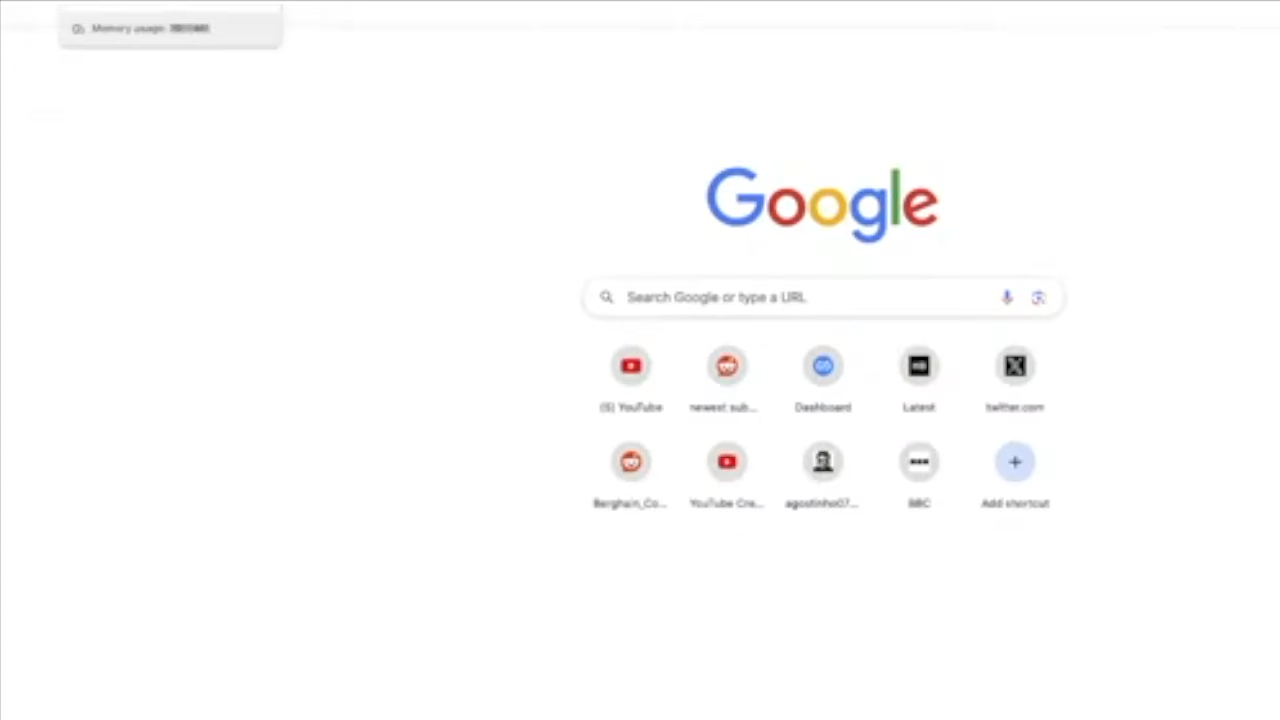 Memory usage:
Google
Search Google or type a URL
(5) YouTube
newest sub...
Dashboard
Latest
twitter.com
Berghain_Co...
YouTube Cre...
agostinho07...
BBC
Add shortcut